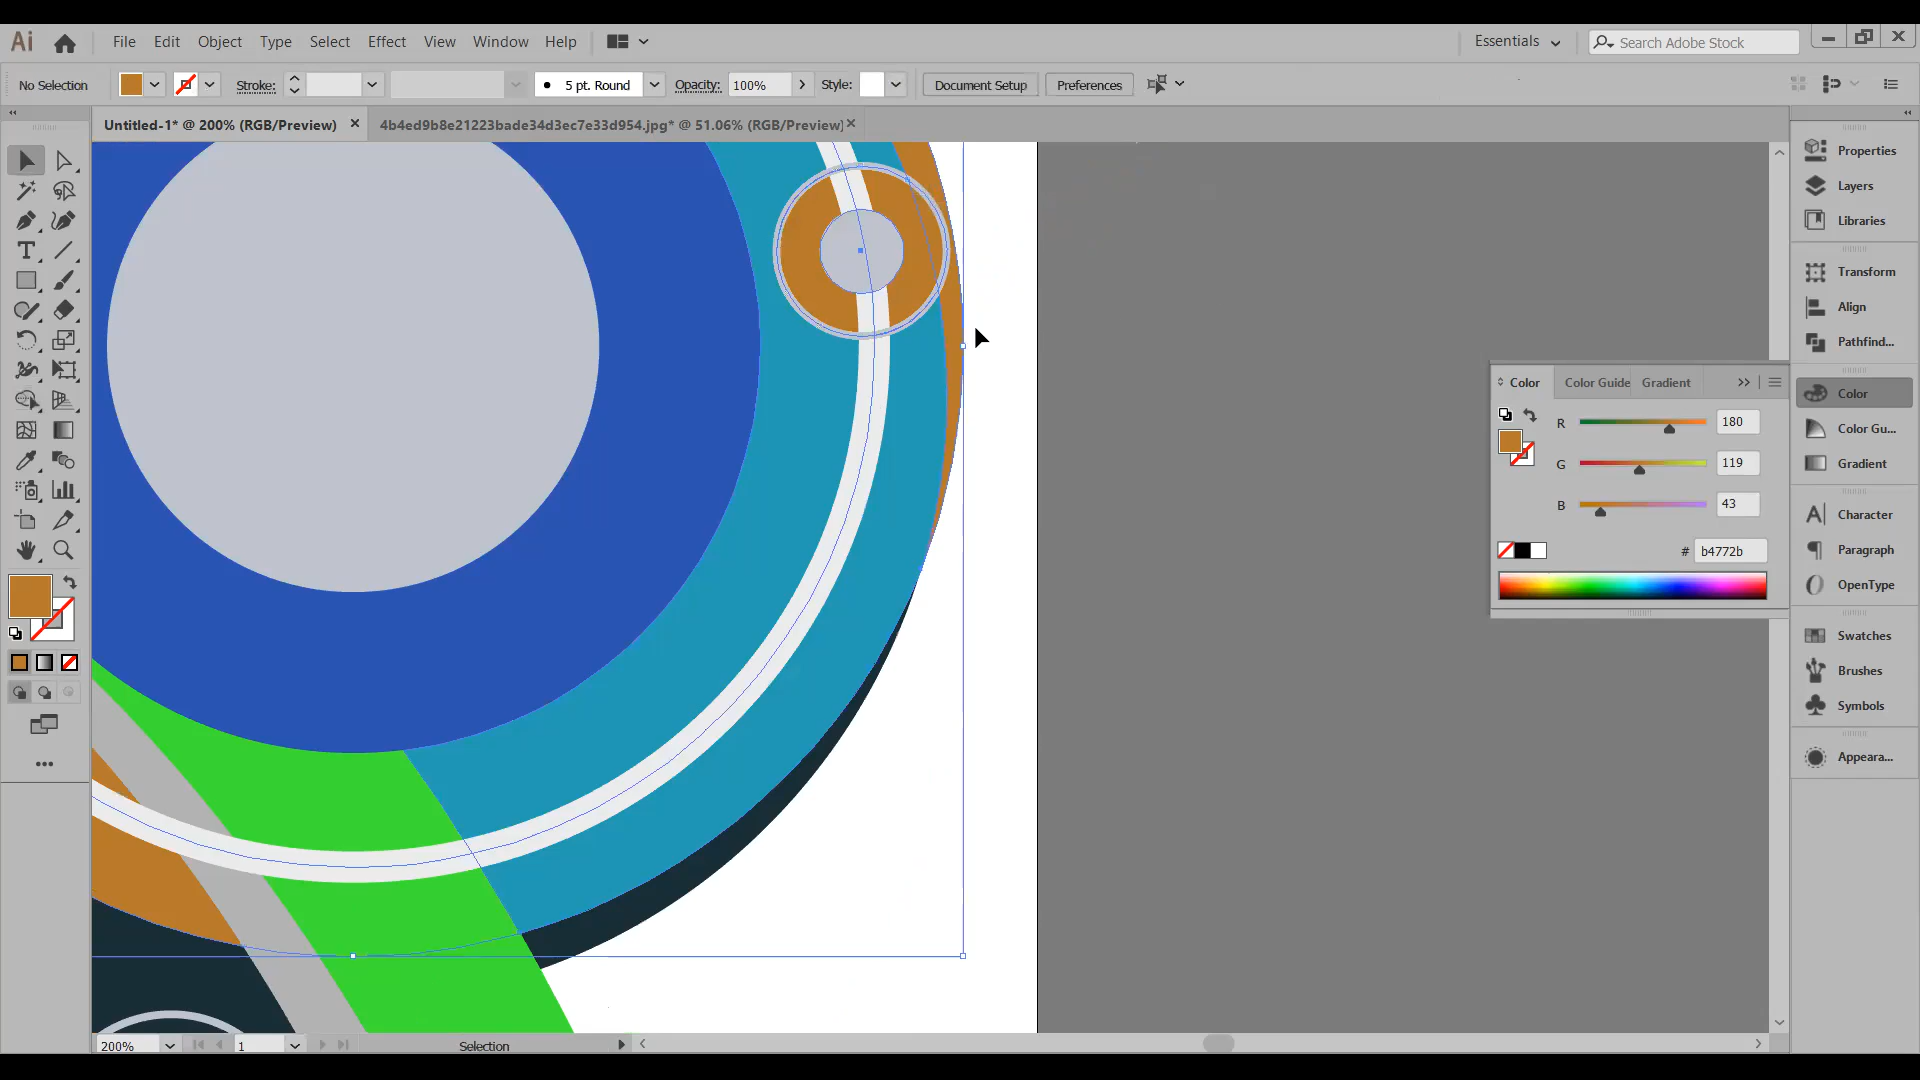 Ai File Edit Object Type Select Effect View Window Help Essentials Search Adobe Stock
No Selection Stroke: 5 pt. Round Opacity: 100% Style: Document Setup Preferences
Untitled-1* @ 200% (RGB/Preview) 4b4ed9b8e21223bade34d3ec7e33d954.jpg* @ 51.06% (RGB/Preview)
Properties
Layers
Libraries
Transform
Align
Pathfind...
Color Color Guide Gradient
R 180
G 119
B 43
# b4772b
Color
Color Gu...
Gradient
Character
Paragraph
OpenType
Swatches
Brushes
Symbols
Appeara...
200% 1 Selection